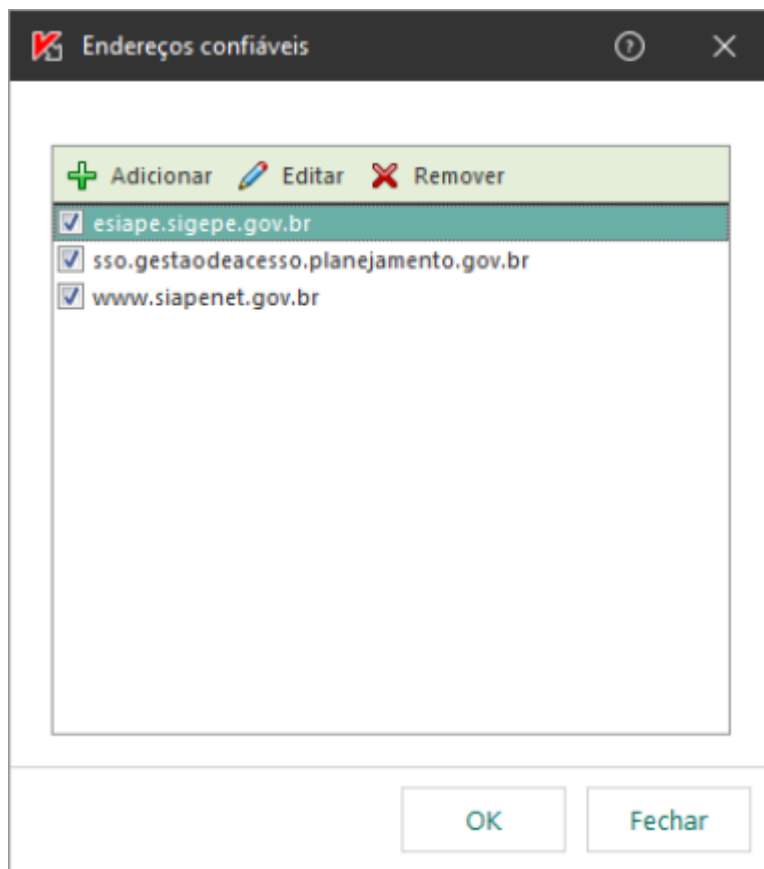 Endereços confiáveis
Adicionar Editar Remover
esiape.sigepe.gov.br
sso.gestaodeacesso.planejamento.gov.br
www.siapenet.gov.br
OK Fechar